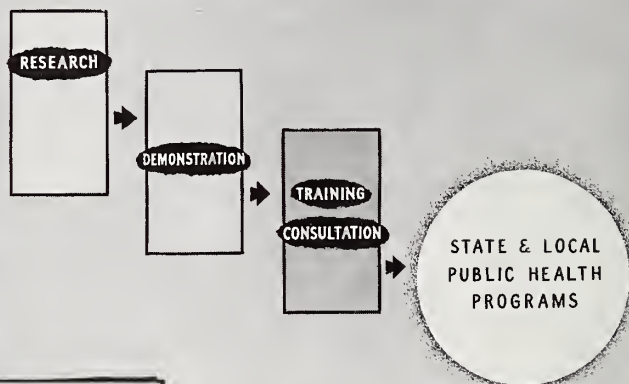 RESEARCH
DEMONSTRATION
TRAINING
CONSULTATION
STATE & LOCAL
PUBLIC HEALTH
PROGRAMS